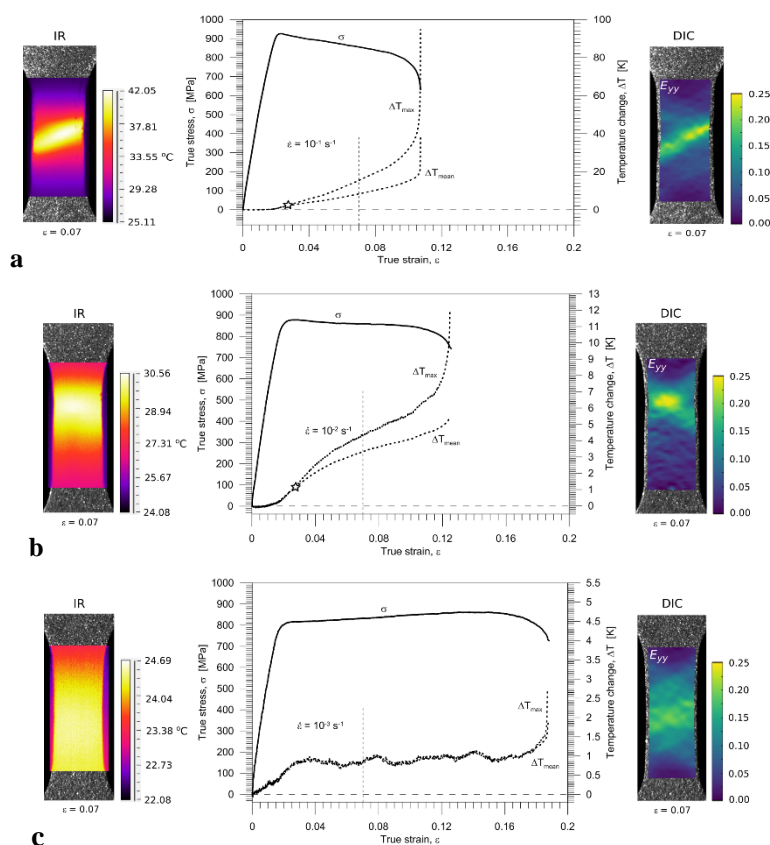 IR
42.05
37.81
33.55 ºC
29.28
25.11
ε = 0.07
1000
900
800
700
600
500
400
300
200
100
0
True stress, σ [MPa]
σ
ΔTmax
ε̇ = 10-1 s-1
ΔTmean
0 0.04 0.08 0.12 0.16 0.2
True strain, ε
100
80
60
40
20
0
Temperature change, ΔT [K]
DIC
Eyy
0.25
0.20
0.15
0.10
0.05
0.00
ε = 0.07
a
IR
30.56
28.94
27.31 ºC
25.67
24.08
ε = 0.07
1000
900
800
700
600
500
400
300
200
100
0
True stress, σ [MPa]
σ
ΔTmax
ε̇ = 10-2 s-1
ΔTmean
0 0.04 0.08 0.12 0.16 0.2
True strain, ε
13
12
11
10
9
8
7
6
5
4
3
2
1
0
Temperature change, ΔT [K]
DIC
Eyy
0.25
0.20
0.15
0.10
0.05
0.00
ε = 0.07
b
IR
24.69
24.04
23.38 ºC
22.73
22.08
ε = 0.07
1000
900
800
700
600
500
400
300
200
100
0
True stress, σ [MPa]
σ
ε̇ = 10-3 s-1
ΔTmax
ΔTmean
0 0.04 0.08 0.12 0.16 0.2
True strain, ε
5.5
5
4.5
4
3.5
3
2.5
2
1.5
1
0.5
0
Temperature change, ΔT [K]
DIC
Eyy
0.25
0.20
0.15
0.10
0.05
0.00
ε = 0.07
c